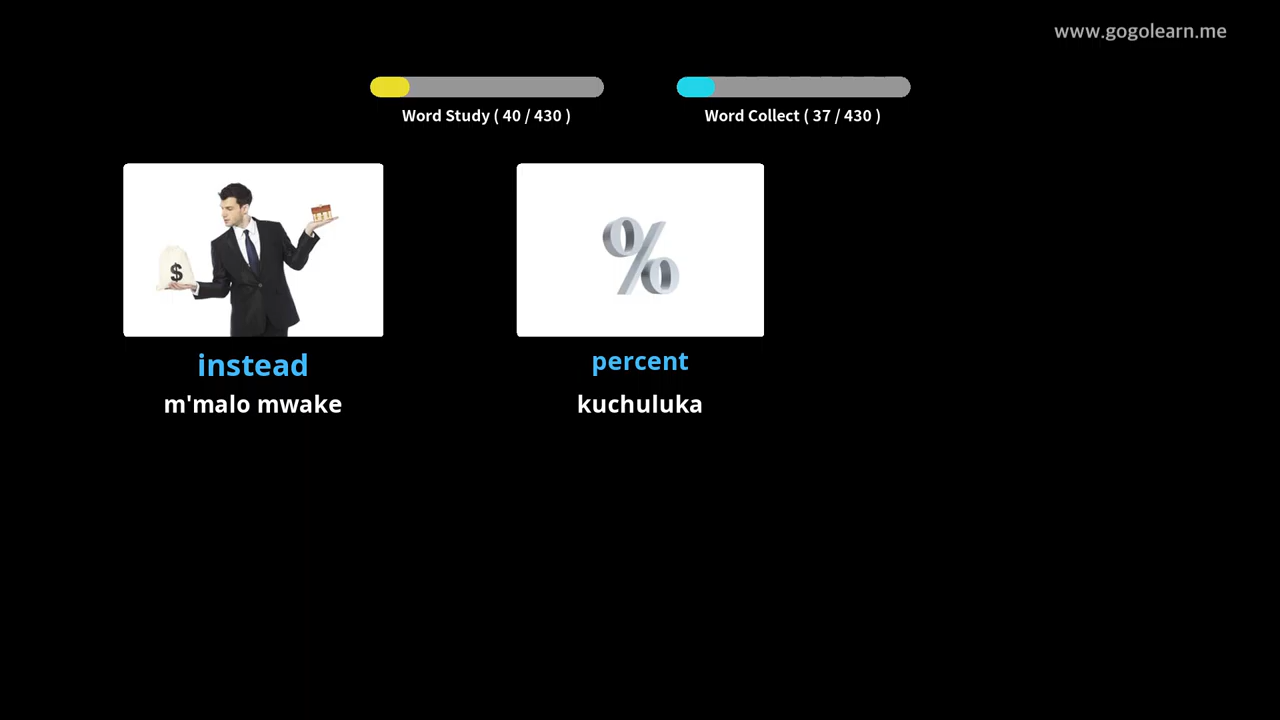 www.gogolearn.me
Word Study ( 40 / 430 )
Word Collect ( 37 / 430 )
$
%
instead
m'malo mwake
percent
kuchuluka